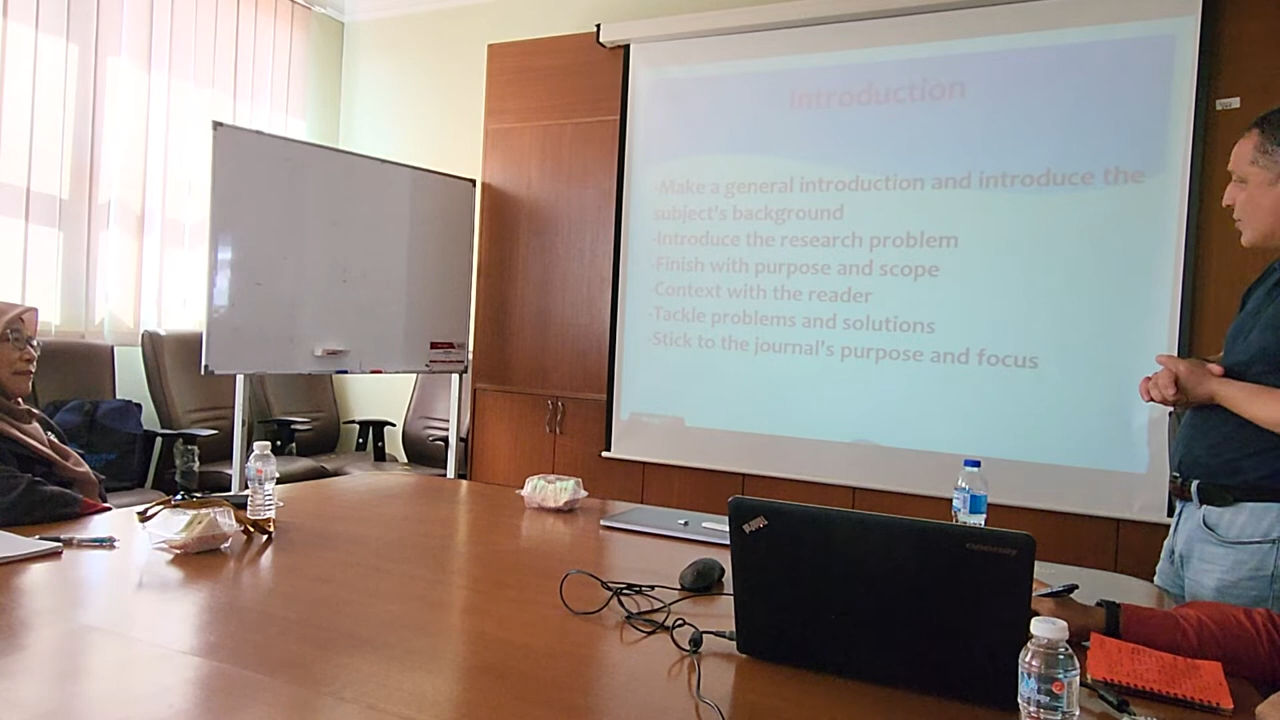 Introduction
-Make a general introduction and introduce the
subject's background
-Introduce the research problem
-Finish with purpose and scope
-Context with the reader
-Tackle problems and solutions
-Stick to the journal's purpose and focus
ThinkPad